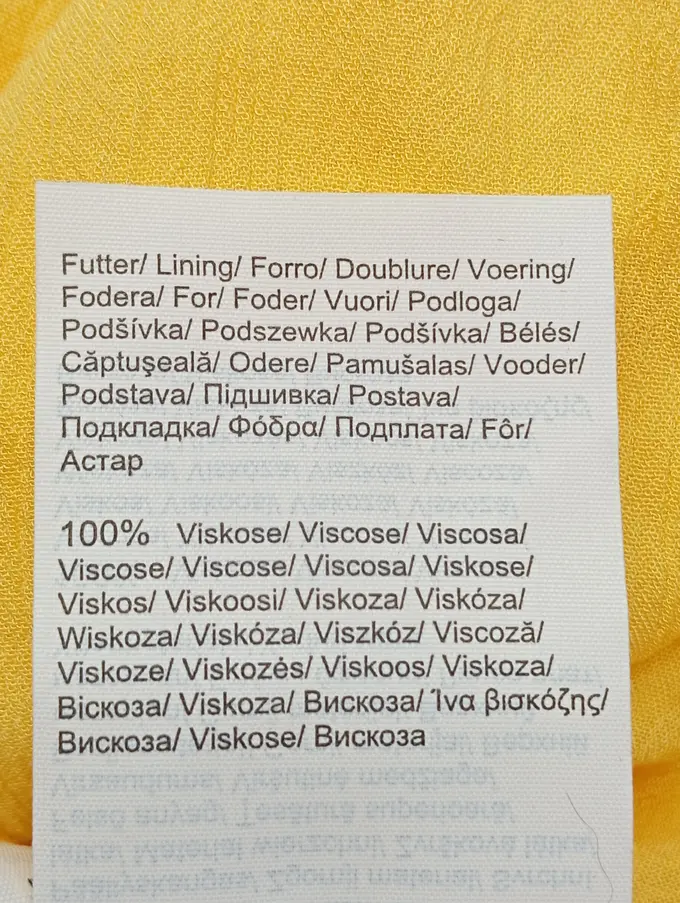 Futter/ Lining/ Forro/ Doublure/ Voering/
Fodera/ For/ Foder/ Vuori/ Podloga/
Podšívka/ Podszewka/ Podšívka/ Bélés/
Căptuşeală/ Odere/ Pamušalas/ Vooder/
Podstava/ Підшивка/ Postava/
Подкладка/ Φόδρα/ Подплата/ Fôr/
Астар
100% Viskose/ Viscose/ Viscosa/
Viscose/ Viscose/ Viscosa/ Viskose/
Viskos/ Viskoosi/ Viskoza/ Viskóza/
Wiskoza/ Viskóza/ Viszkóz/ Viscoză/
Viskoze/ Viskozės/ Viskoos/ Viskoza/
Віскоза/ Viskoza/ Вискоза/ Ίνα βισκόζης/
Вискоза/ Viskose/ Вискоза